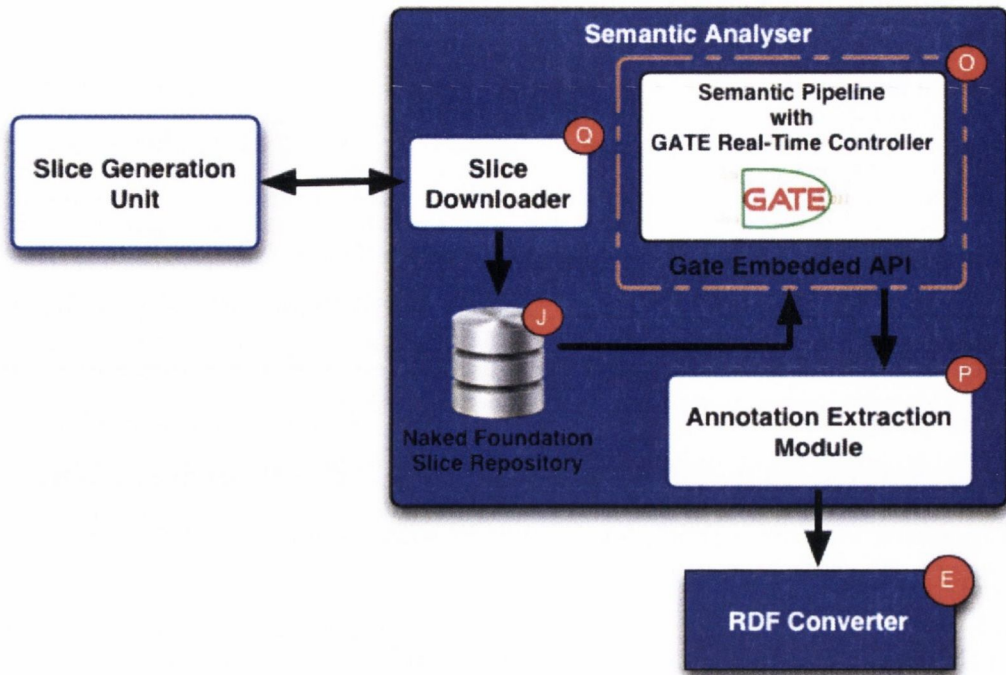 Semantic Analyser
O
Semantic Pipeline
with
GATE Real-Time Controller
GATE
Gate Embedded API
Slice Generation
Unit
Q
Slice
Downloader
J
Naked Foundation
Slice Repository
P
Annotation Extraction
Module
E
RDF Converter